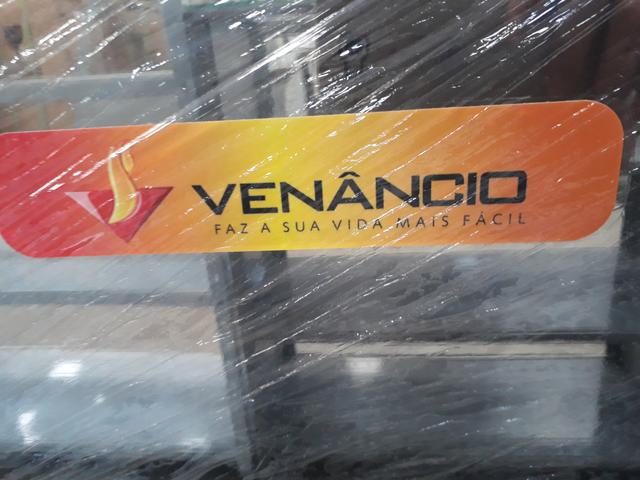 VENÂNCIO
FAZ A SUA VIDA MAIS FÁCIL